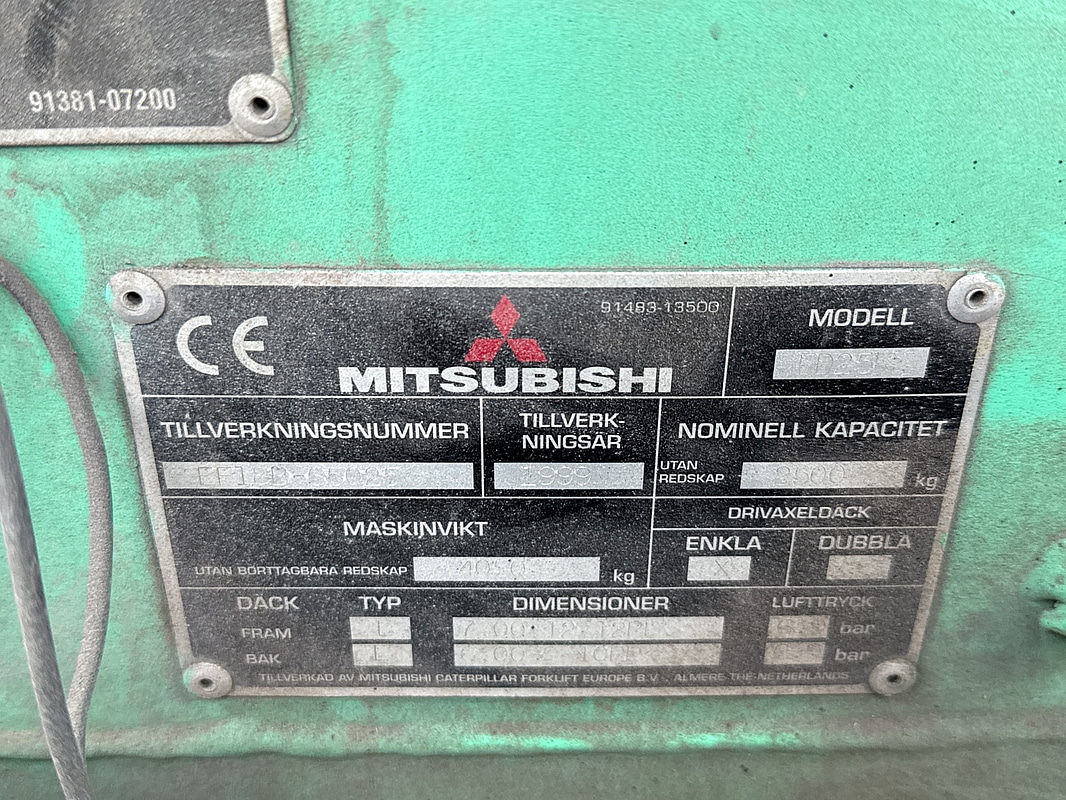 91381-07200
CE
91483-13500
MITSUBISHI
MODELL
TILLVERKNINGSNUMMER
TILLVERK-
NINGSÅR
1999
NOMINELL KAPACITET
UTAN
REDSKAP
2500
kg
MASKINVIKT
UTAN BORTTAGBARA REDSKAP
kg
DRIVAXELDÄCK
ENKLA
DUBBLA
X
DÄCK
TYP
DIMENSIONER
LUFTTRYCK
FRAM
L
bar
BAK
L
bar
TILLVERKAD AV MITSUBISHI CATERPILLAR FORKLIFT EUROPE B.V., ALMERE THE NETHERLANDS